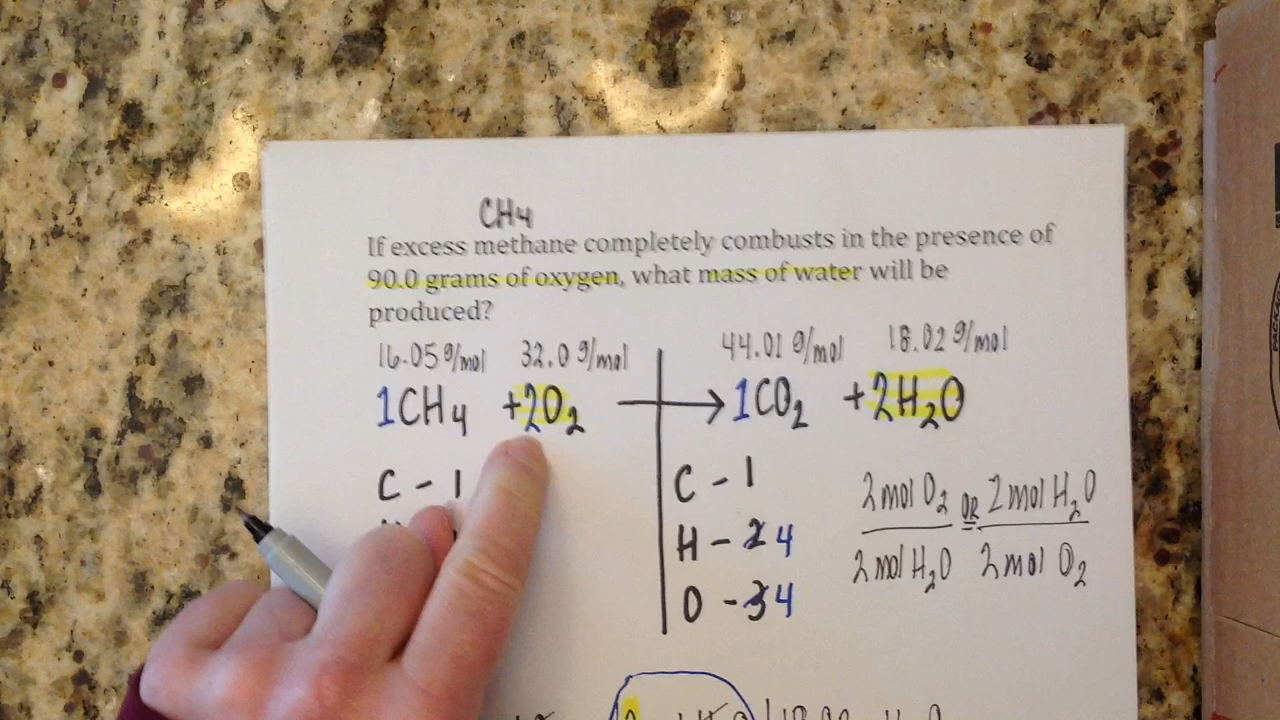 CH4
If excess methane completely combusts in the presence of
90.0 grams of oxygen, what mass of water will be
produced?
16.05 g/mol 32.0 g/mol 44.01 g/mol 18.02 g/mol
1CH4 + 2O2 → 1CO2 + 2H2O
C - 1 C - 1
H - 2 4
O - 3 4
2 mol O2 OR 2 mol H2O
2 mol H2O 2 mol O2